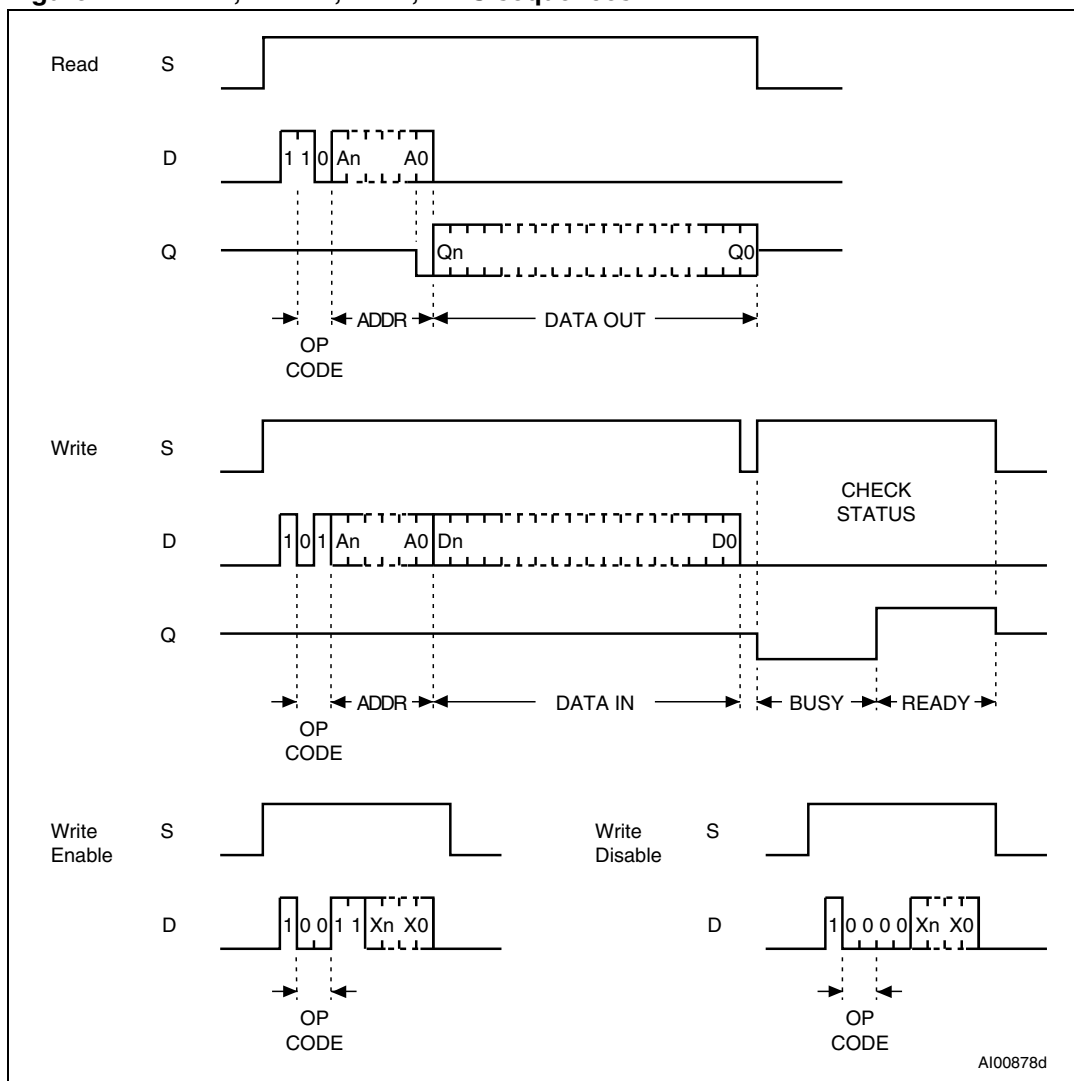 Read S
D 1 1 0 An A0
Q Qn Q0
ADDR DATA OUT
OP
CODE
Write S
CHECK
STATUS
D 1 0 1 An A0 Dn D0
Q
ADDR DATA IN BUSY READY
OP
CODE
Write
Enable
S
D 1 0 0 1 1 Xn X0
OP
CODE
Write
Disable
S
D 1 0 0 0 0 Xn X0
OP
CODE
AI00878d